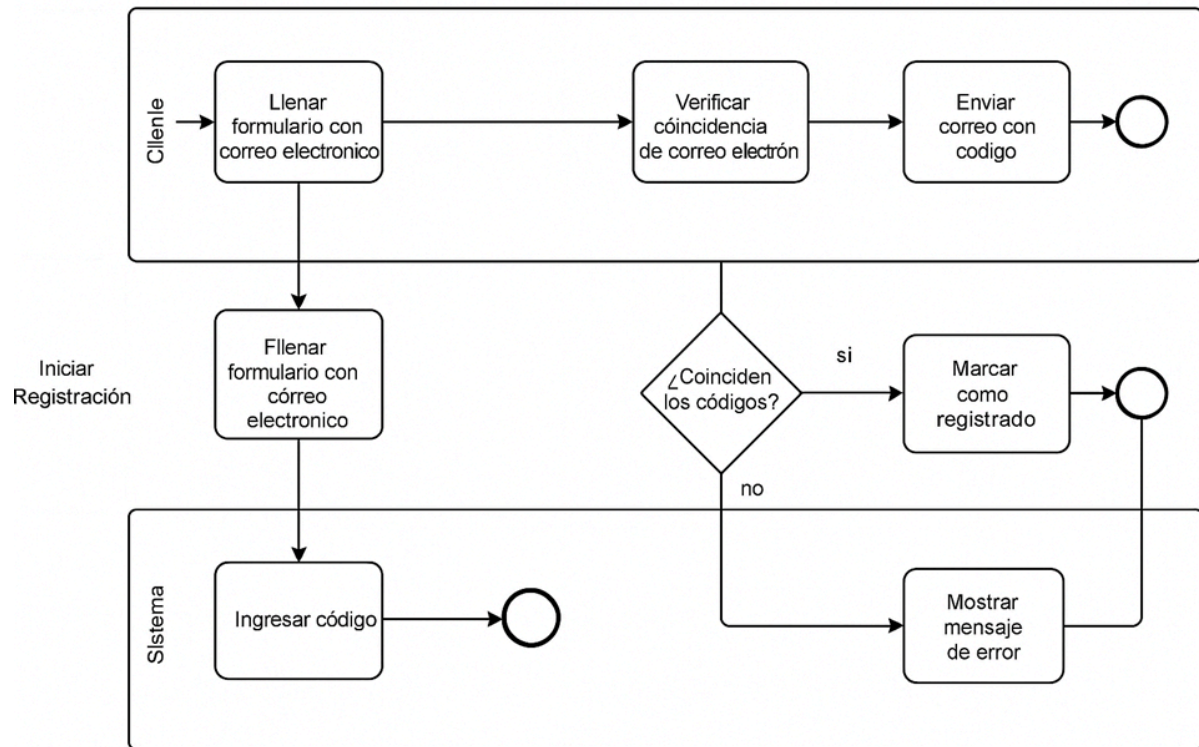 Cllenle
Llenar
formulario con
correo electronico
Verificar
cóincidencia
de correo electrón
Enviar
correo con
codigo
Iniciar
Registración
Fllenar
formulario con
córreo
electronico
¿Coinciden
los códigos?
si
no
Marcar
como
registrado
Sistema
Ingresar código
Mostrar
mensaje
de error